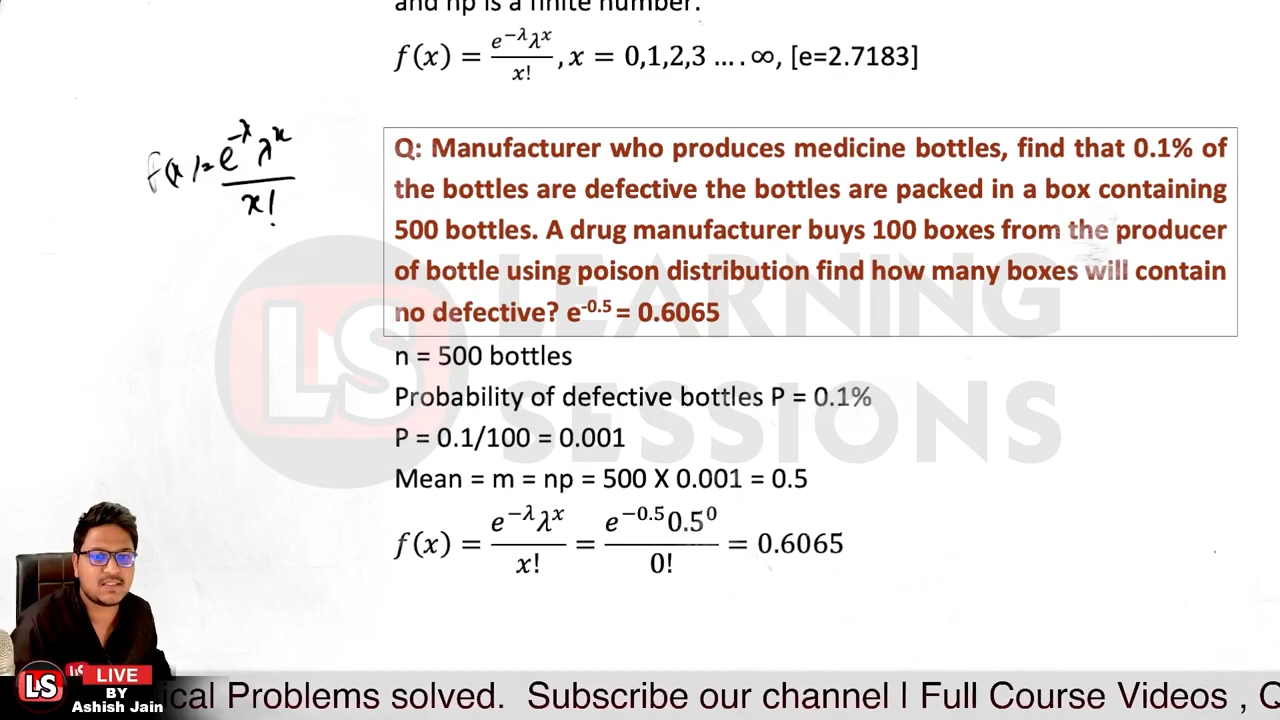 and np is a finite number.
f(x) = e^−λ λ^x / x! , x = 0,1,2,3 …. ∞, [e=2.7183]
f(x) = e^-λ λ^x / x!
Q: Manufacturer who produces medicine bottles, find that 0.1% of
the bottles are defective the bottles are packed in a box containing
500 bottles. A drug manufacturer buys 100 boxes from the producer
of bottle using poison distribution find how many boxes will contain
no defective? e^-0.5 = 0.6065
n = 500 bottles
Probability of defective bottles P = 0.1%
P = 0.1/100 = 0.001
Mean = m = np = 500 X 0.001 = 0.5
f(x) = e^−λ λ^x / x! = e^−0.5 0.5^0 / 0! = 0.6065
LS LEARNING
SESSIONS
LS LIVE
BY
Ashish Jain
ical Problems solved. Subscribe our channel l Full Course Videos , Q